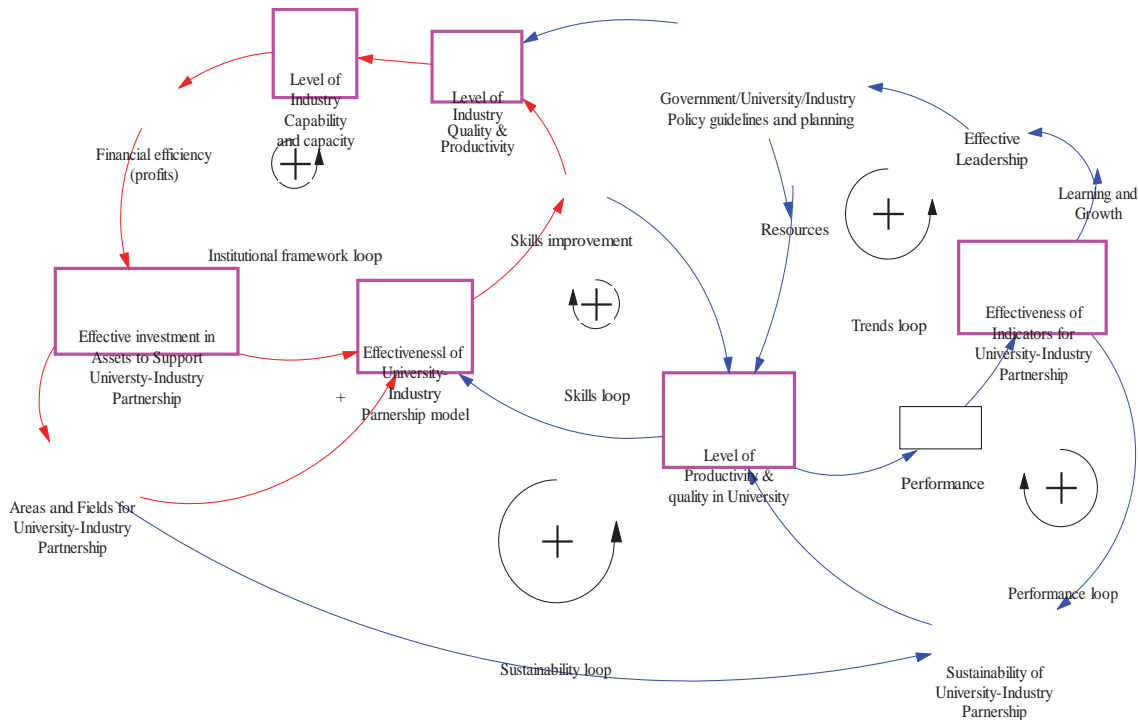 Level of
Industry
Capability
and capacity
Level of
Industry
Quality &
Productivity
Government/University/Industry
Policy guidelines and planning
Effective
Leadership
Financial efficiency
(profits)
Learning and
Growth
Resources
Skills improvement
Institutional framework loop
Effective investment in
Assets to Support
Universty-Industry
Partnership
Effectivenessl of
University-
Industry
Parnership model
Trends loop
Effectiveness of
Indicators for
University-Industry
Partnership
+
Skills loop
Level of
Productivity &
quality in University
Performance
Areas and Fields for
University-Industry
Partnership
Performance loop
Sustainability loop
Sustainability of
University-Industry
Parnership